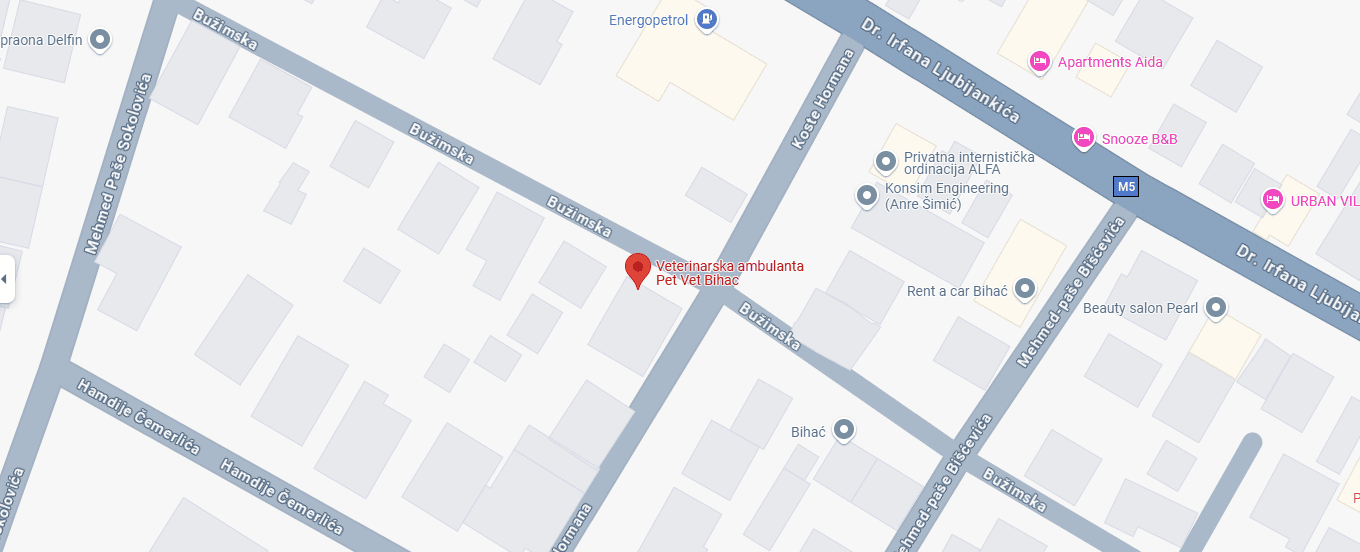 Bužimska
Energopetrol
praona Delfin
Dr. Irfana Ljubijankića
Apartments Aida
Koste Hormana
Mehmed Paše Sokolovića
Bužimska
Snooze B&B
Privatna internistička
ordinacija ALFA
Konsim Engineering
(Anre Šimić)
M5
URBAN VIL
Bužimska
Mehmed-paše Bišćevića
Dr. Irfana Ljubija
Veterinarska ambulanta
Pet Vet Bihac
Rent a car Bihać
Beauty salon Pearl
Bužimska
Hamdije Čemerlića
Bihać
Hamdije Čemerlića
okolovića
Hormana
ehmed-paše Bišćevića
Bužimska
P